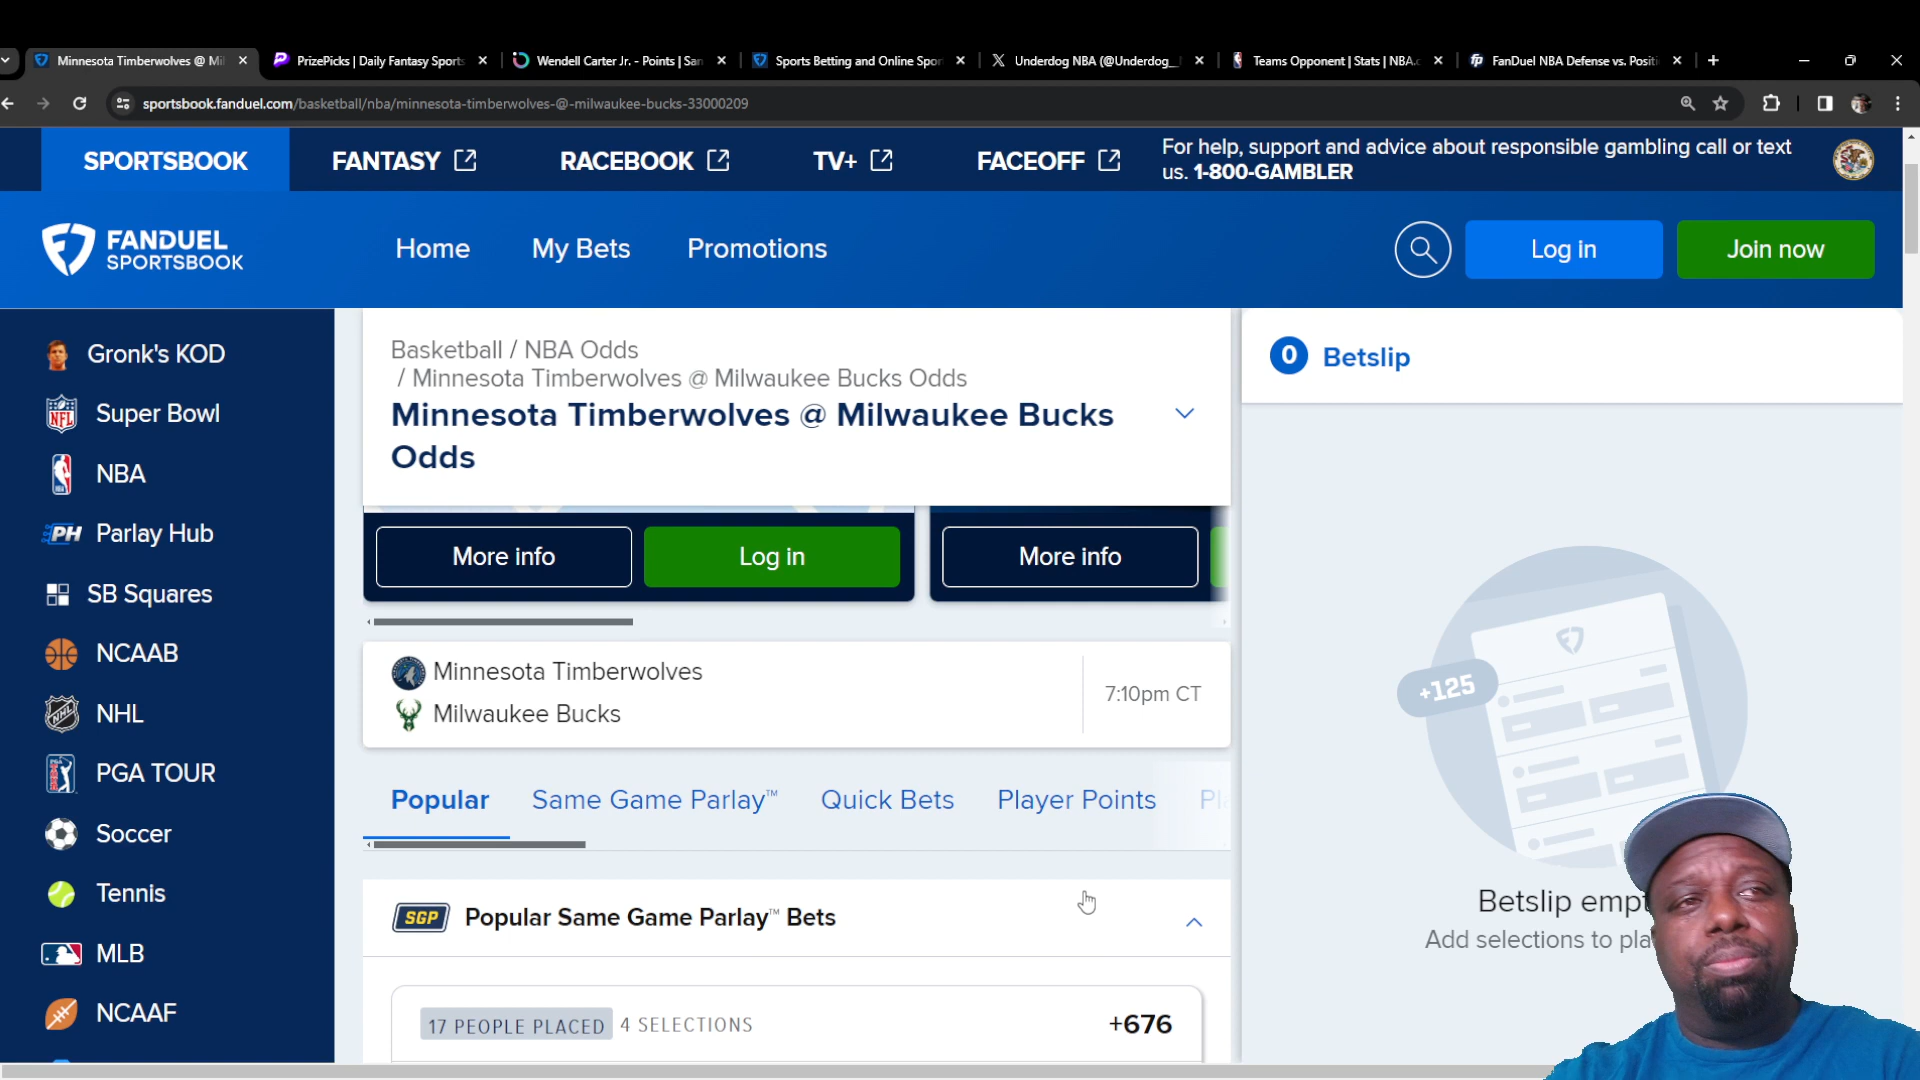 Minnesota Timberwolves @ Mi
PrizePicks | Daily Fantasy Sports
Wendell Carter Jr. - Points | San
Sports Betting and Online Spor
Underdog NBA (@Underdog__
Teams Opponent | Stats | NBA.c
fp FanDuel NBA Defense vs. Positi
sportsbook.fanduel.com/basketball/nba/minnesota-timberwolves-@-milwaukee-bucks-33000209
SPORTSBOOK
FANTASY
RACEBOOK
TV+
FACEOFF
For help, support and advice about responsible gambling call or text
us. 1-800-GAMBLER
FANDUEL
SPORTSBOOK
Home
My Bets
Promotions
Log in
Join now
Gronk's KOD
Super Bowl
NBA
PH Parlay Hub
SB Squares
NCAAB
NHL
PGA TOUR
Soccer
Tennis
MLB
NCAAF
Basketball / NBA Odds
/ Minnesota Timberwolves @ Milwaukee Bucks Odds
Minnesota Timberwolves @ Milwaukee Bucks
Odds
More info
Log in
More info
Minnesota Timberwolves
Milwaukee Bucks
7:10pm CT
Popular
Same Game Parlay™
Quick Bets
Player Points
Pl
SGP Popular Same Game Parlay™ Bets
17 PEOPLE PLACED 4 SELECTIONS
+676
0 Betslip
+125
Betslip empt
Add selections to pla